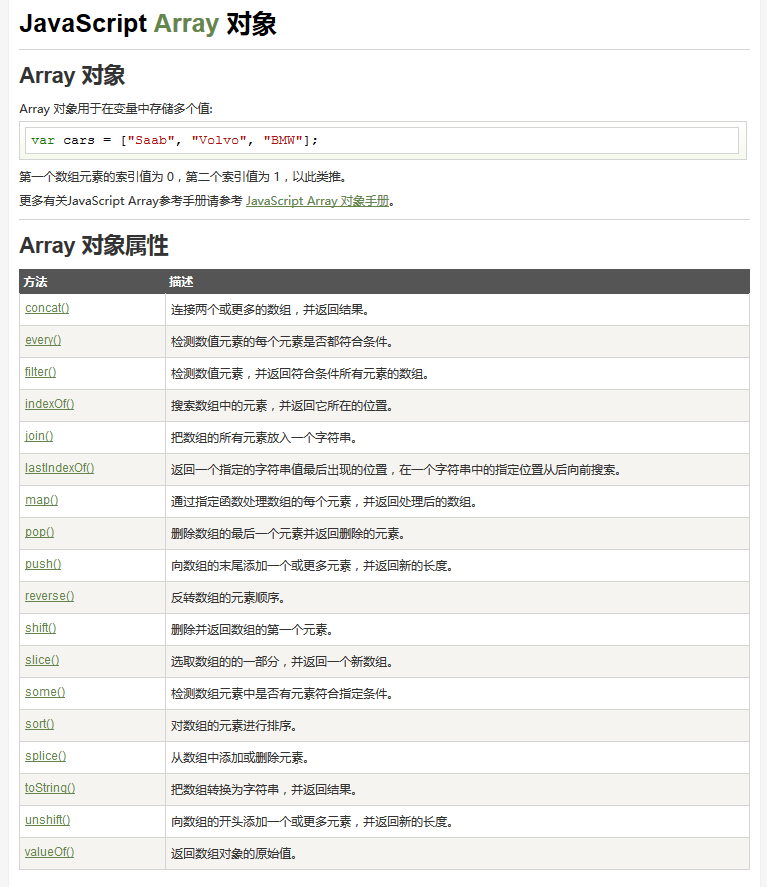 JavaScript Array 对象
Array 对象
Array 对象用于在变量中存储多个值:
var cars = ["Saab", "Volvo", "BMW"];
第一个数组元素的索引值为 0，第二个索引值为 1，以此类推。
更多有关JavaScript Array参考手册请参考 JavaScript Array 对象手册。
Array 对象属性
方法 描述
concat() 连接两个或更多的数组，并返回结果。
every() 检测数值元素的每个元素是否都符合条件。
filter() 检测数值元素，并返回符合条件所有元素的数组。
indexOf() 搜索数组中的元素，并返回它所在的位置。
join() 把数组的所有元素放入一个字符串。
lastIndexOf() 返回一个指定的字符串值最后出现的位置，在一个字符串中的指定位置从后向前搜索。
map() 通过指定函数处理数组的每个元素，并返回处理后的数组。
pop() 删除数组的最后一个元素并返回删除的元素。
push() 向数组的末尾添加一个或更多元素，并返回新的长度。
reverse() 反转数组的元素顺序。
shift() 删除并返回数组的第一个元素。
slice() 选取数组的的一部分，并返回一个新数组。
some() 检测数组元素中是否有元素符合指定条件。
sort() 对数组的元素进行排序。
splice() 从数组中添加或删除元素。
toString() 把数组转换为字符串，并返回结果。
unshift() 向数组的开头添加一个或更多元素，并返回新的长度。
valueOf() 返回数组对象的原始值。